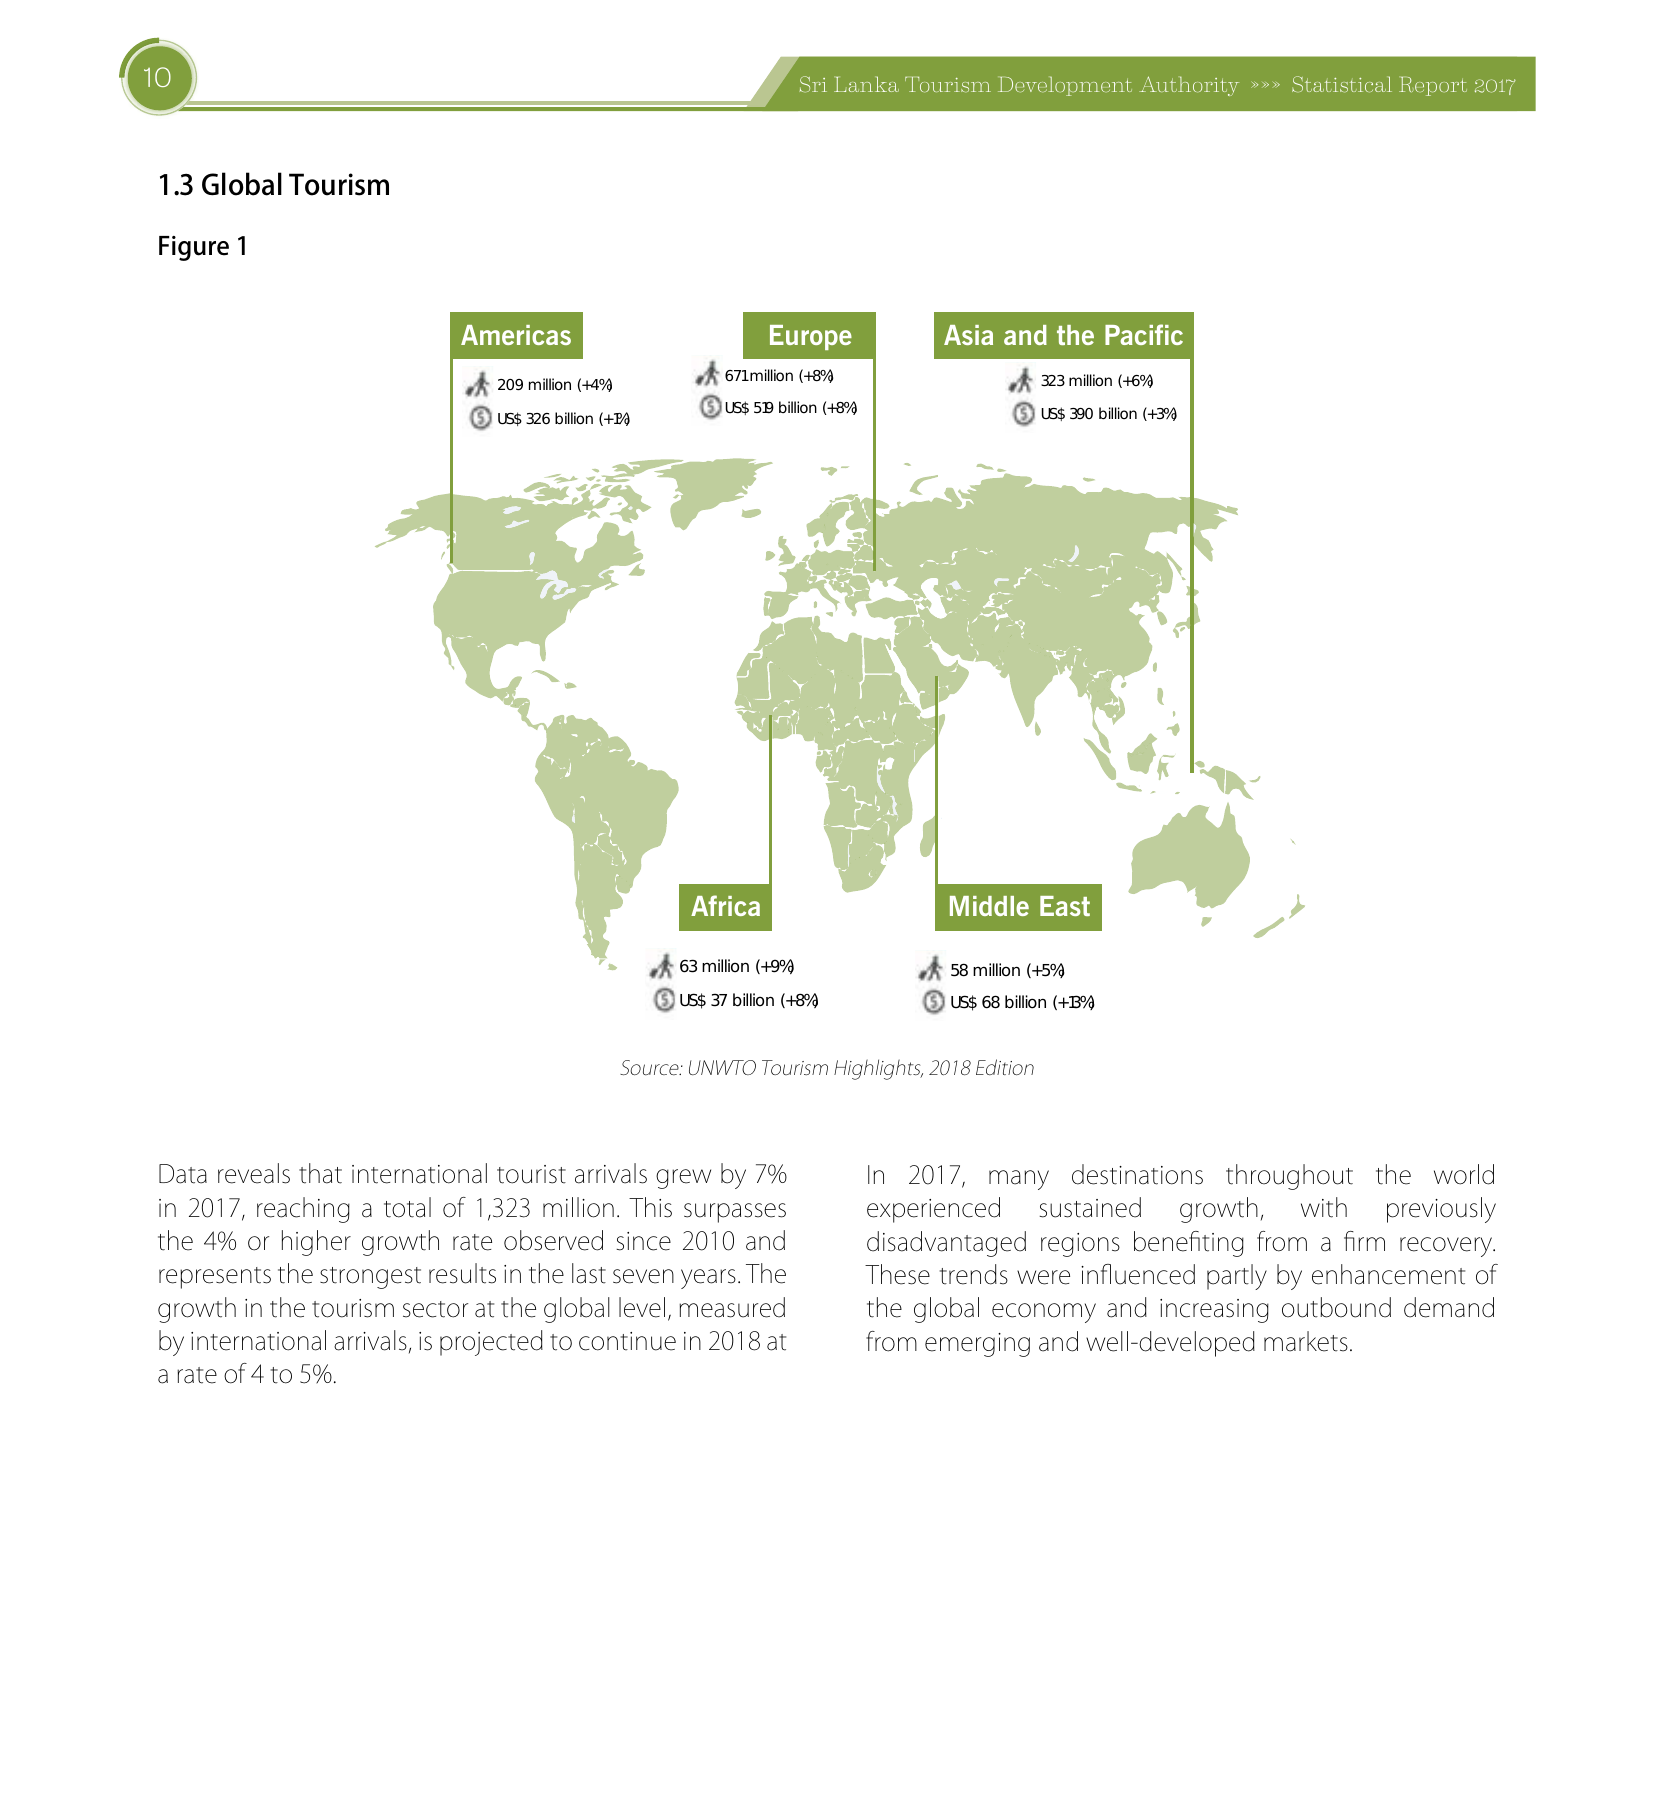 10
Sri Lanka Tourism Development Authority »»» Statistical Report 2017
1.3 Global Tourism
Figure 1
Americas
209 million (+4%)
US$ 326 billion (+1%)
Europe
671 million (+8%)
US$ 519 billion (+8%)
Asia and the Pacific
323 million (+6%)
US$ 390 billion (+3%)
Africa
63 million (+9%)
US$ 37 billion (+8%)
Middle East
58 million (+5%)
US$ 68 billion (+13%)
Source: UNWTO Tourism Highlights, 2018 Edition
Data reveals that international tourist arrivals grew by 7%
in 2017, reaching a total of 1,323 million. This surpasses
the 4% or higher growth rate observed since 2010 and
represents the strongest results in the last seven years. The
growth in the tourism sector at the global level, measured
by international arrivals, is projected to continue in 2018 at
a rate of 4 to 5%.
In 2017, many destinations throughout the world
experienced sustained growth, with previously
disadvantaged regions benefiting from a firm recovery.
These trends were influenced partly by enhancement of
the global economy and increasing outbound demand
from emerging and well-developed markets.